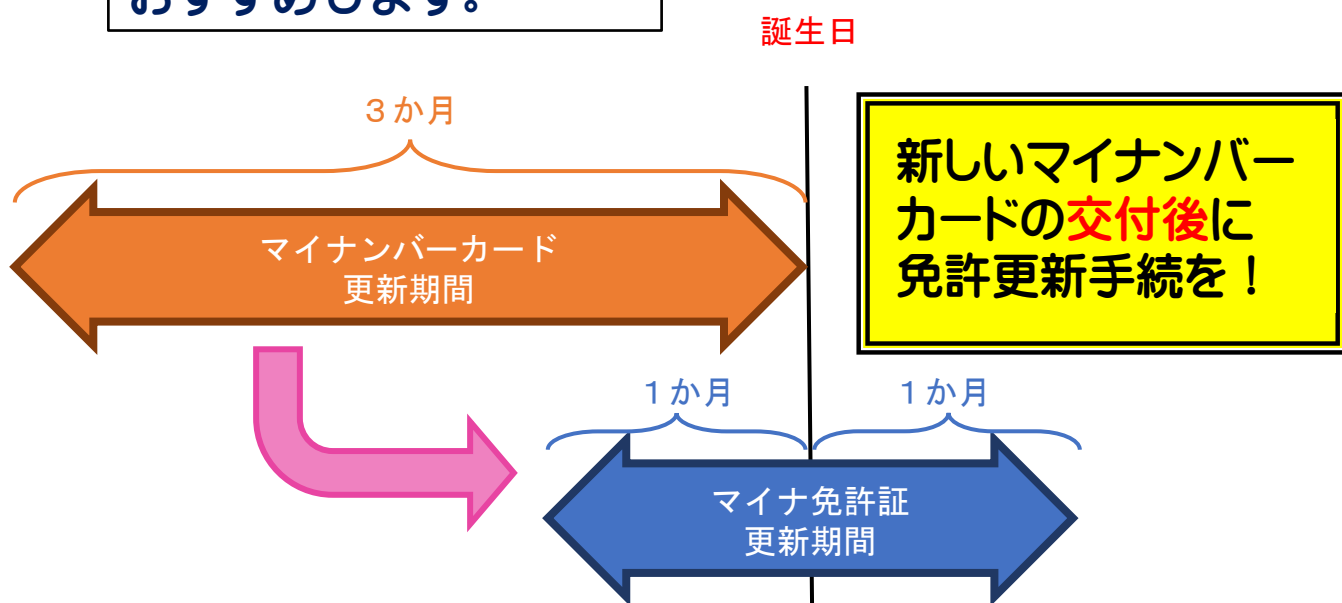 おすすめします。
誕生日
３か月
新しいマイナンバー
カードの交付後に
免許更新手続を！
マイナンバーカード
更新期間
１か月
１か月
マイナ免許証
更新期間